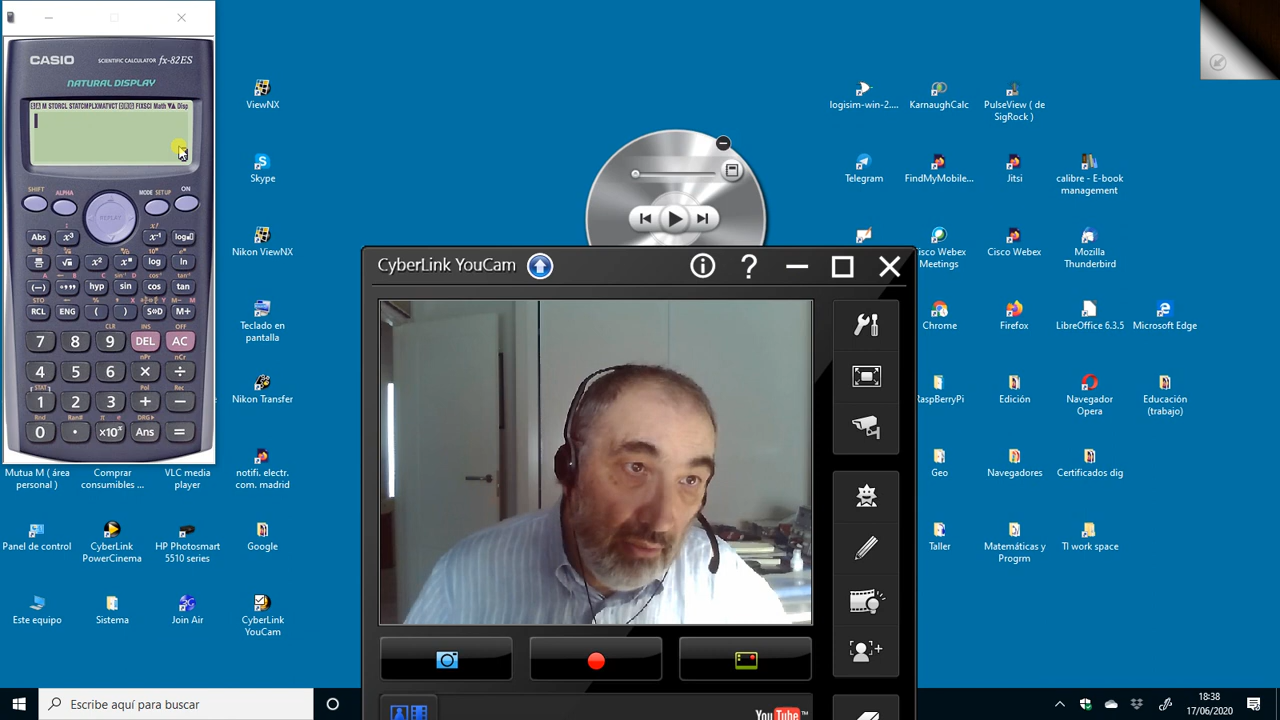 CASIO
SCIENTIFIC CALCULATOR fx-82ES
NATURAL DISPLAY
SHIFT ALPHA MODE SETUP ON
REPLAY
Abs x³ x⁻¹ log
x² log ln
(−) hyp sin cos tan
RCL ENG ( ) S⇔D M+
7 8 9 DEL AC
4 5 6 × ÷
1 2 3 + −
0 • ×10ˣ Ans =
ViewNX
Skype
Nikon ViewNX
Teclado en
pantalla
Nikon Transfer
Mutua M ( área
personal )
Comprar
consumibles ...
VLC media
player
notifi. electr.
com. madrid
Panel de control
CyberLink
PowerCinema
HP Photosmart
5510 series
Google
Este equipo
Sistema
Join Air
CyberLink
YouCam
CyberLink YouCam
YouTube
logisim-win-2....
KarnaughCalc
PulseView ( de
SigRock )
Telegram
FindMyMobile...
Jitsi
calibre - E-book
management
isco Webex
Meetings
Cisco Webex
Mozilla
Thunderbird
Chrome
Firefox
LibreOffice 6.3.5
Microsoft Edge
RaspBerryPi
Edición
Navegador
Opera
Educación
(trabajo)
Geo
Navegadores
Certificados dig
Taller
Matemáticas y
Progrm
TI work space
Escribe aquí para buscar
18:38
17/06/2020